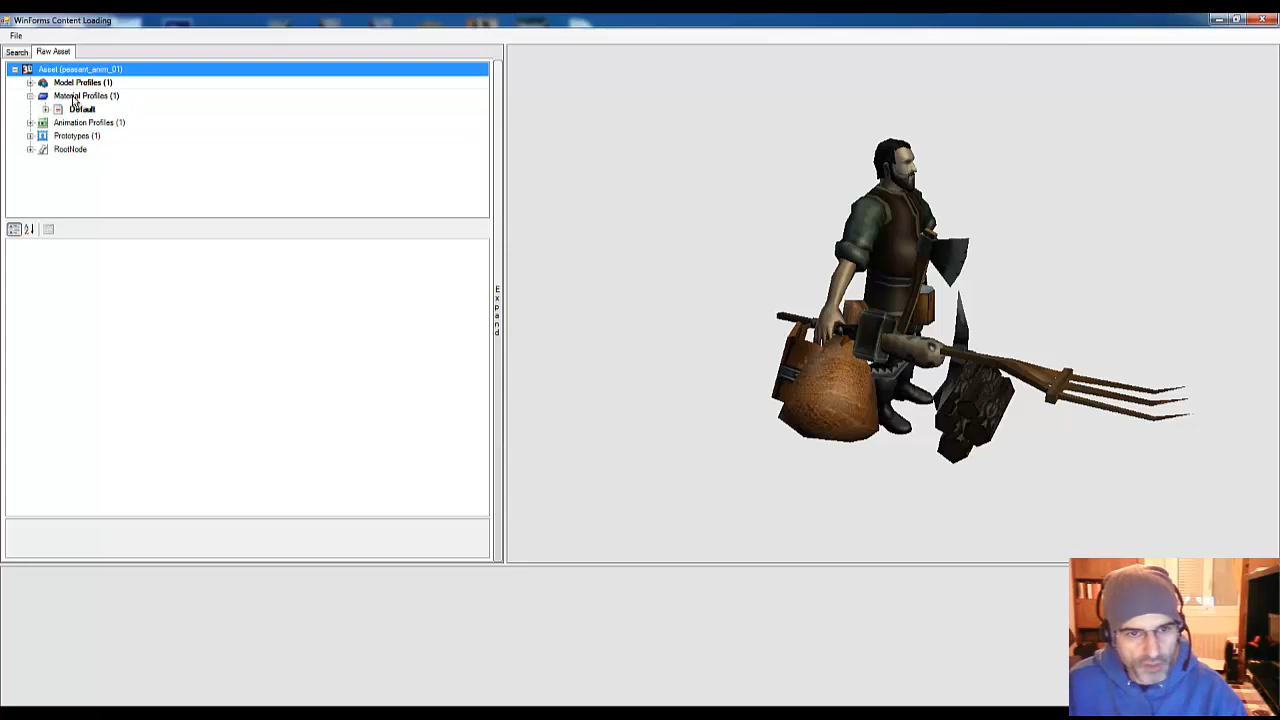 WinForms Content Loading
File
Search
Raw Asset
Asset (peasant_anim_01)
Model Profiles (1)
Material Profiles (1)
Default
Animation Profiles (1)
Prototypes (1)
RootNode
Expand